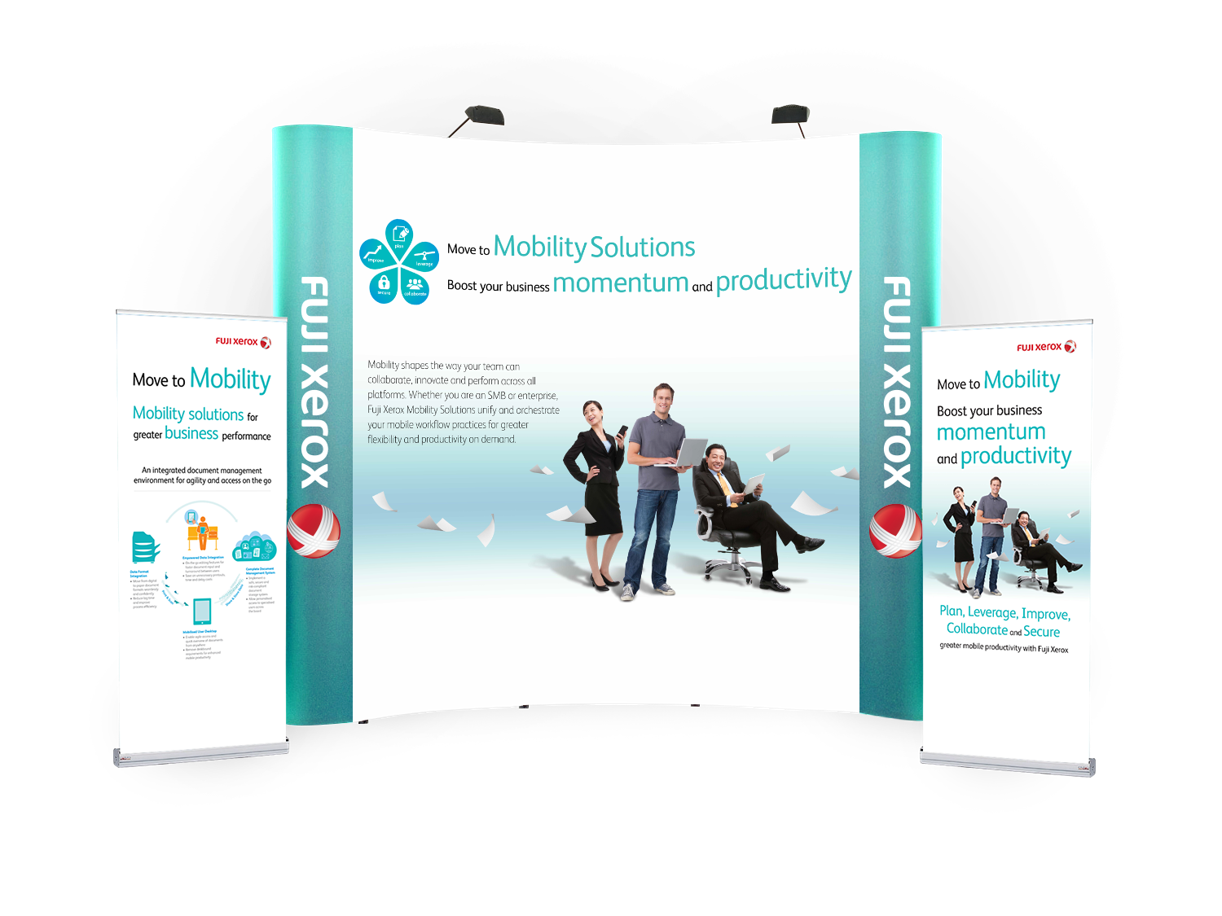 plan
improve
leverage
secure
collaborate
Move to Mobility Solutions
Boost your business momentum and productivity
Mobility shapes the way your team can
collaborate, innovate and perform across all
platforms. Whether you are an SMB or enterprise,
Fuji Xerox Mobility Solutions unify and orchestrate
your mobile workflow practices for greater
flexibility and productivity on demand.
FUJI xerox
FUJI xerox
FUJI xerox
Move to Mobility
Mobility solutions for
greater business performance
An integrated document management
environment for agility and access on the go
FUJI xerox
Move to Mobility
Boost your business
momentum
and productivity
Plan, Leverage, Improve,
Collaborate and Secure
greater mobile productivity with Fuji Xerox